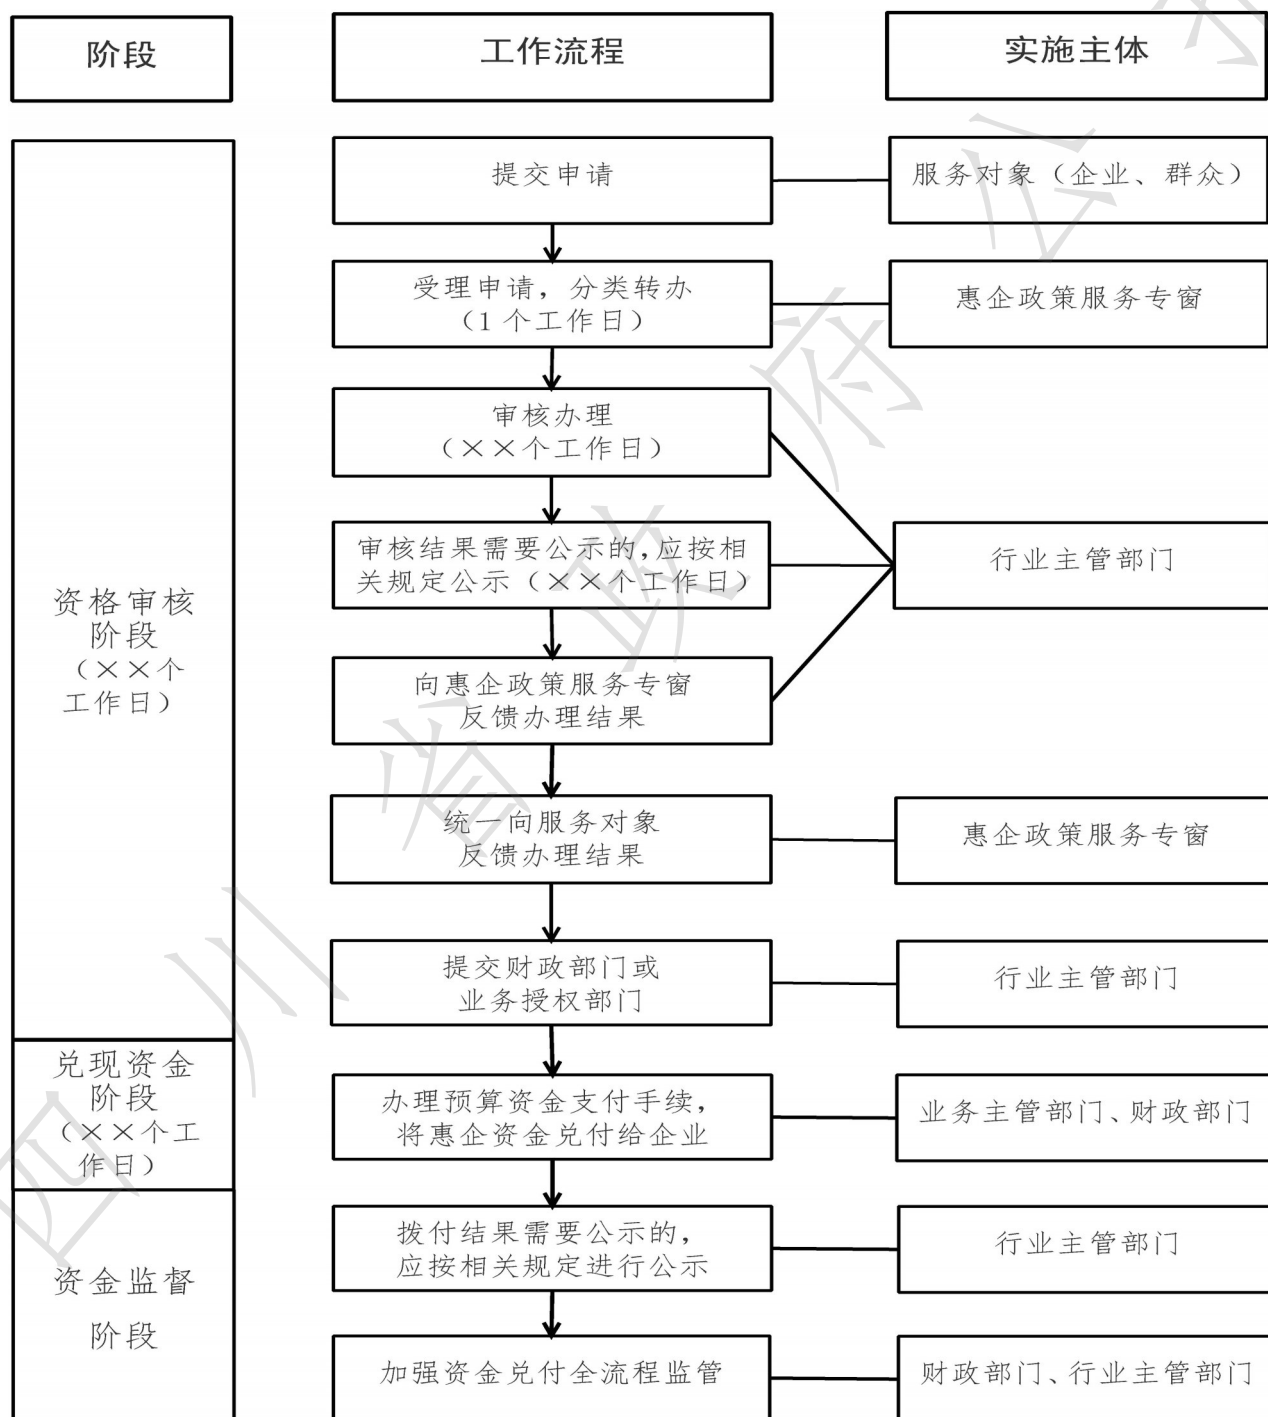 阶段
工作流程
实施主体
提交申请
服务对象（企业、群众）
受理申请，分类转办
（1个工作日）
惠企政策服务专窗
审核办理
（××个工作日）
审核结果需要公示的，应按相
关规定公示（××个工作日）
行业主管部门
资格审核
阶段
（××个
工作日）
向惠企政策服务专窗
反馈办理结果
统一向服务对象
反馈办理结果
惠企政策服务专窗
提交财政部门或
业务授权部门
行业主管部门
兑现资金
阶段
（××个工
作日）
办理预算资金支付手续，
将惠企资金兑付给企业
业务主管部门、财政部门
拨付结果需要公示的，
应按相关规定进行公示
行业主管部门
资金监督
阶段
加强资金兑付全流程监管
财政部门、行业主管部门
四川省政府公报